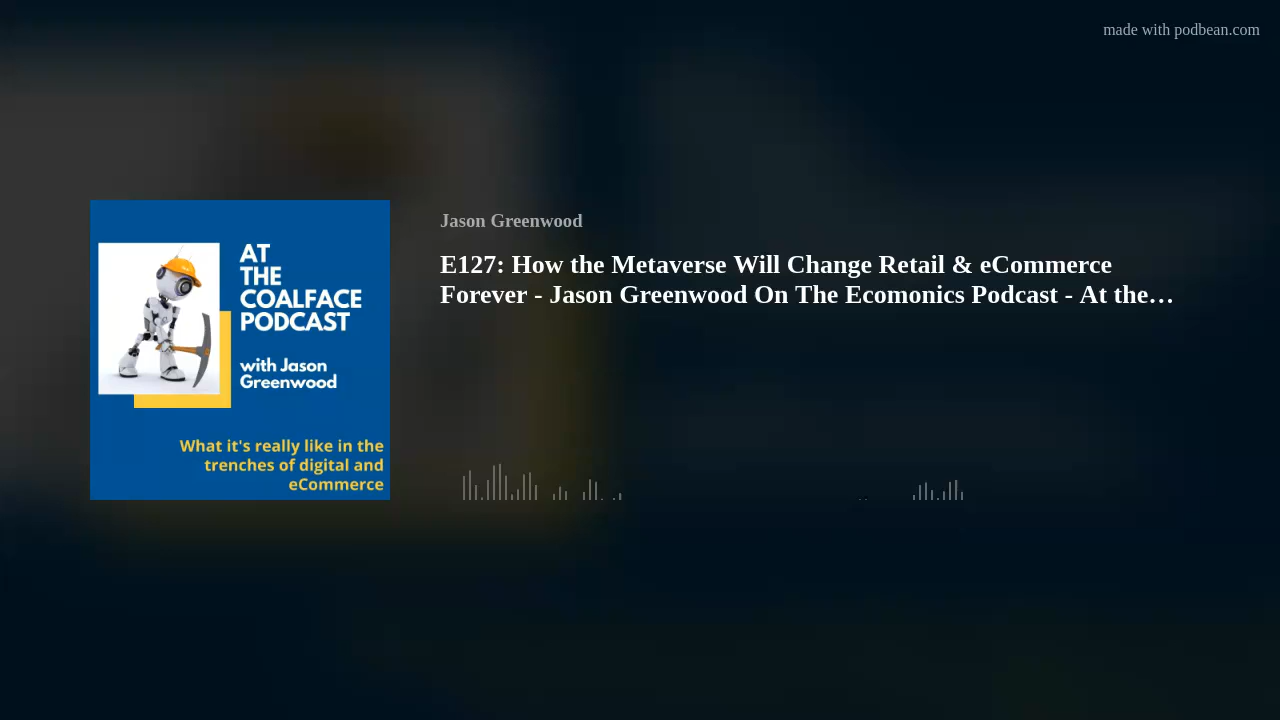 made with podbean.com
AT
THE
COALFACE
PODCAST
with Jason
Greenwood
What it's really like in the
trenches of digital and
eCommerce
Jason Greenwood
E127: How the Metaverse Will Change Retail & eCommerce
Forever - Jason Greenwood On The Ecomonics Podcast - At the…